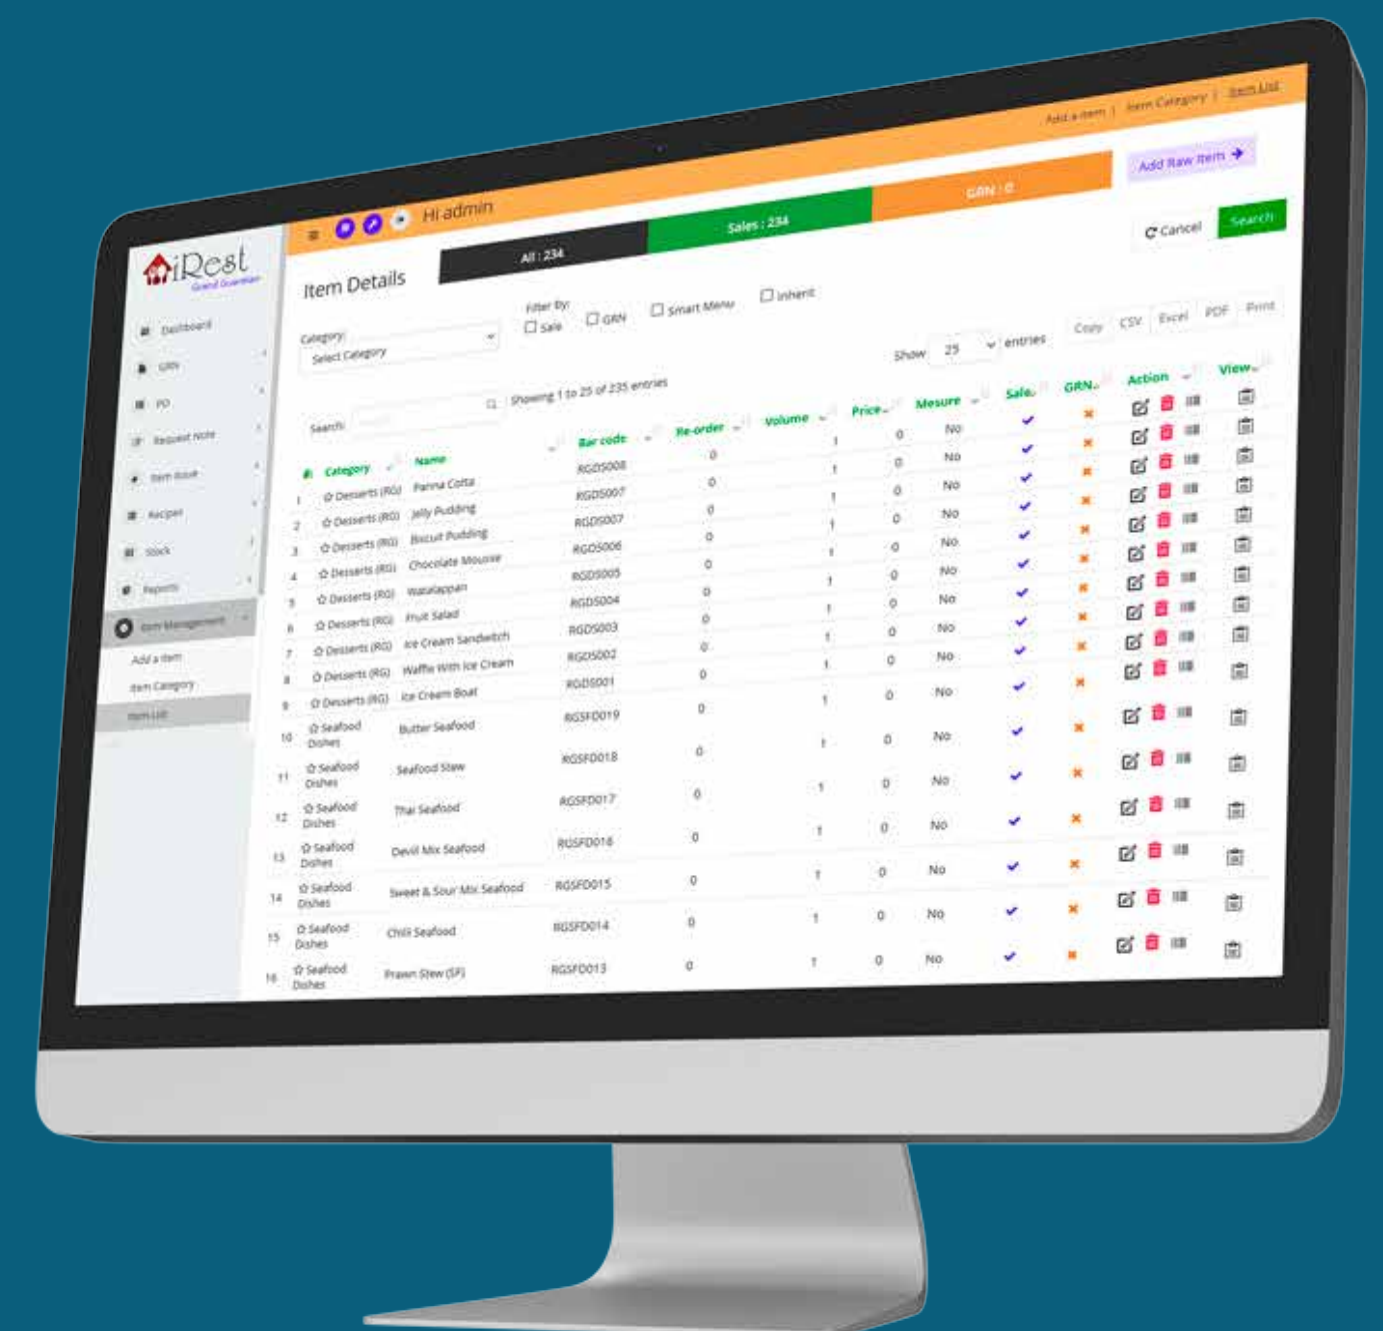 Add a item | Item Category | Item List
Hi admin
iRest
Grand Guardian
Add Raw Item
All : 234
Sales : 234
GRN : 0
Item Details
Cancel
Search
Category:
Select Category
Filter By:
Sale GRN Smart Menu Inherit
Show 25 entries
Copy CSV Excel PDF Print
Search:
Showing 1 to 25 of 235 entries
Dashboard
GRN
PO
Request Note
Item Issue
Recipes
Stock
Reports
Item Management
Add a item
Item Category
Item List
Category Name Bar code Re-order Volume Price Mesure Sale GRN Action View
1 Desserts (RG) Panna Cotta RGDS008 0 1 0 No
2 Desserts (RG) Jelly Pudding RGDS007 0 1 0 No
3 Desserts (RG) Biscuit Pudding RGDS007 0 1 0 No
4 Desserts (RG) Chocolate Mousse RGDS006 0 1 0 No
5 Desserts (RG) Watalappan RGDS005 0 1 0 No
6 Desserts (RG) Fruit Salad RGDS004 0 1 0 No
7 Desserts (RG) Ice Cream Sandwitch RGDS003 0 1 0 No
8 Desserts (RG) Waffle With Ice Cream RGDS002 0 1 0 No
9 Desserts (RG) Ice Cream Boat RGDS001 0 1 0 No
10 Seafood Dishes Butter Seafood RGSFD019 0 1 0 No
11 Seafood Dishes Seafood Stew RGSFD018 0 1 0 No
12 Seafood Dishes Thai Seafood RGSFD017 0 1 0 No
13 Seafood Dishes Devil Mix Seafood RGSFD016 0 1 0 No
14 Seafood Dishes Sweet & Sour Mix Seafood RGSFD015 0 1 0 No
15 Seafood Dishes Chilli Seafood RGSFD014 0 1 0 No
16 Seafood Dishes Prawn Stew (SF) RGSFD013 0 1 0 No